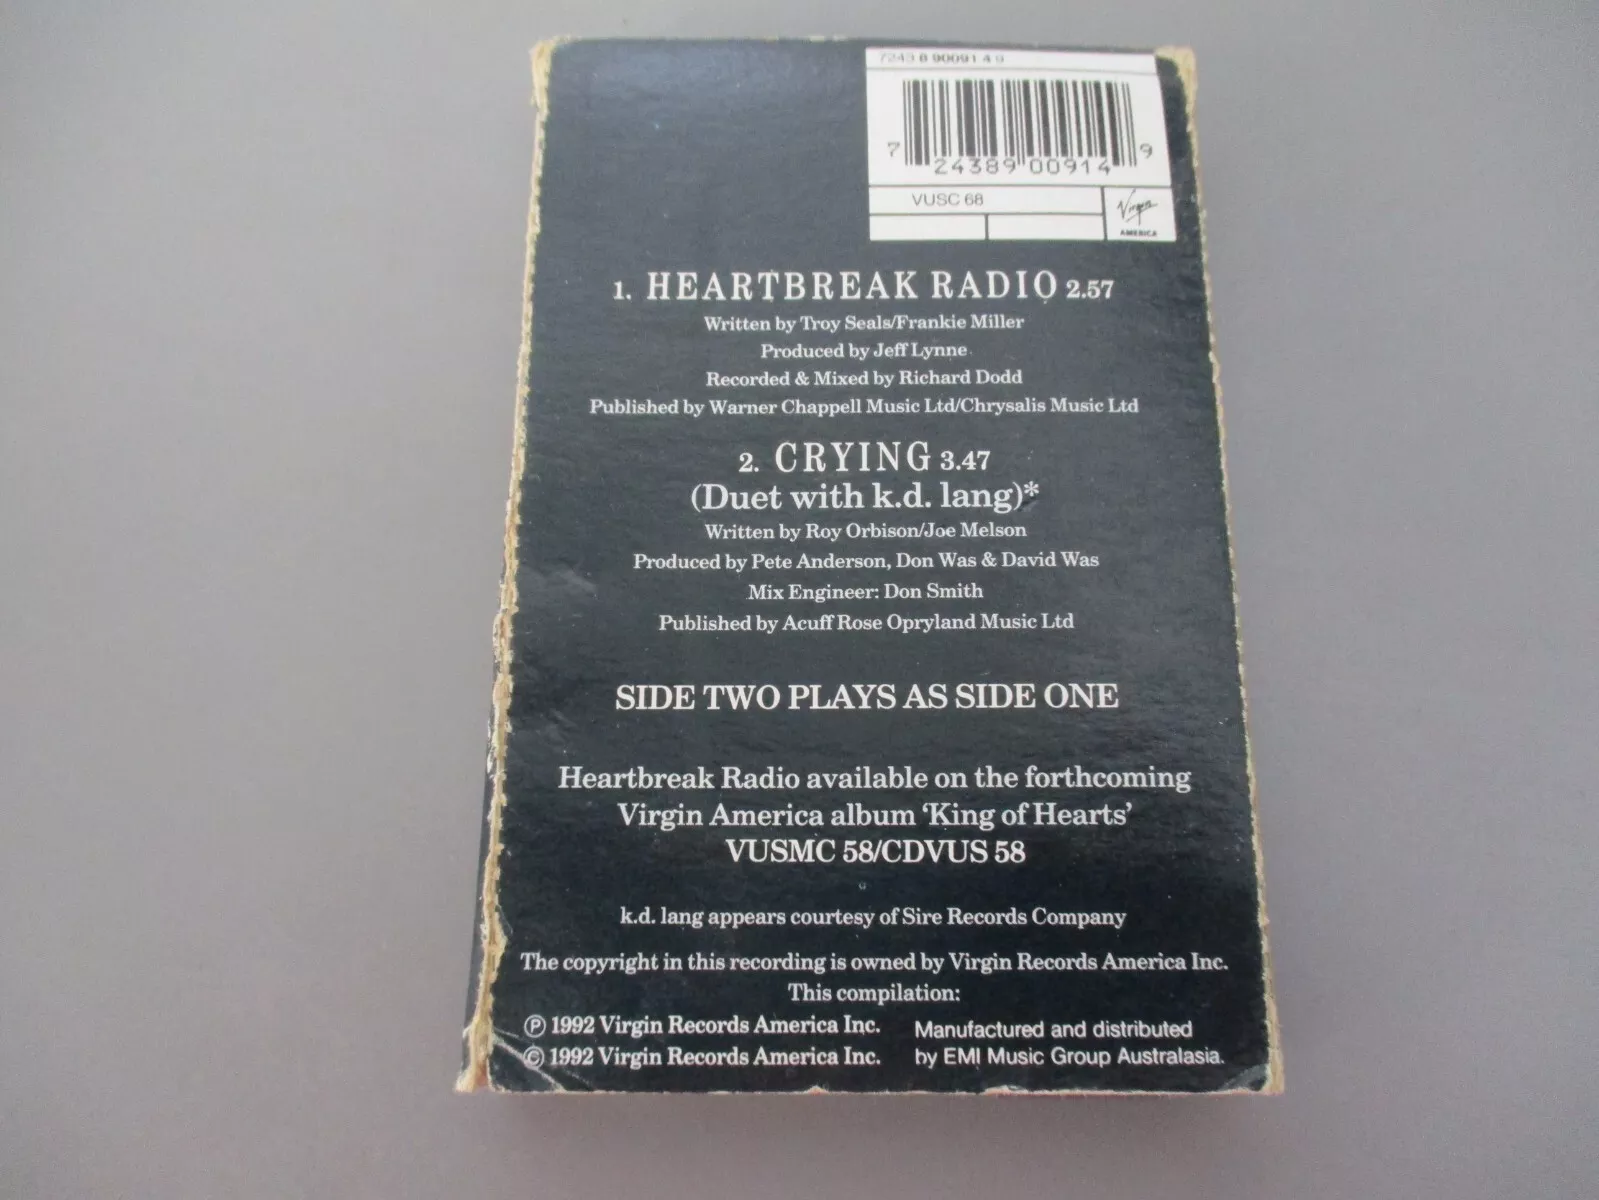 7243 8 90091 4 9
7 24389 00914 9
VUSC 68
Virgin
AMERICA
1. HEARTBREAK RADIO 2.57
Written by Troy Seals/Frankie Miller
Produced by Jeff Lynne
Recorded & Mixed by Richard Dodd
Published by Warner Chappell Music Ltd/Chrysalis Music Ltd
2. CRYING 3.47
(Duet with k.d. lang)*
Written by Roy Orbison/Joe Melson
Produced by Pete Anderson, Don Was & David Was
Mix Engineer: Don Smith
Published by Acuff Rose Opryland Music Ltd
SIDE TWO PLAYS AS SIDE ONE
Heartbreak Radio available on the forthcoming
Virgin America album ‘King of Hearts’
VUSMC 58/CDVUS 58
k.d. lang appears courtesy of Sire Records Company
The copyright in this recording is owned by Virgin Records America Inc.
This compilation:
Ⓟ 1992 Virgin Records America Inc.
© 1992 Virgin Records America Inc.
Manufactured and distributed
by EMI Music Group Australasia.